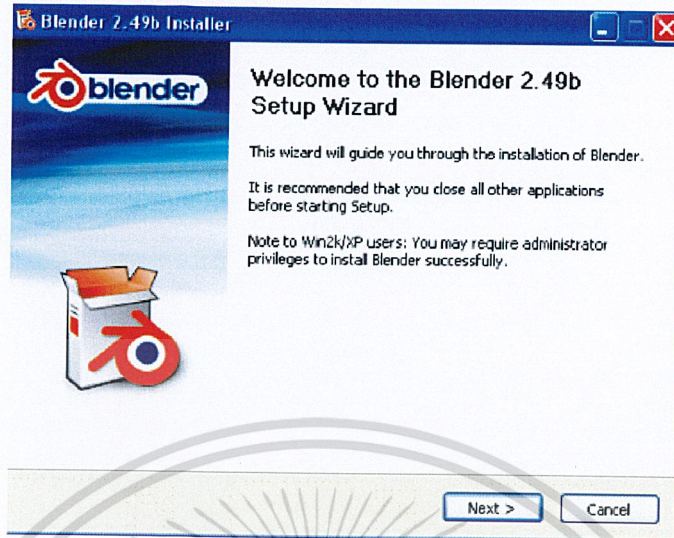 Blender 2.49b Installer
blender
Welcome to the Blender 2.49b
Setup Wizard
This wizard will guide you through the installation of Blender.
It is recommended that you close all other applications
before starting Setup.
Note to Win2k/XP users: You may require administrator
privileges to install Blender successfully.
Next >
Cancel